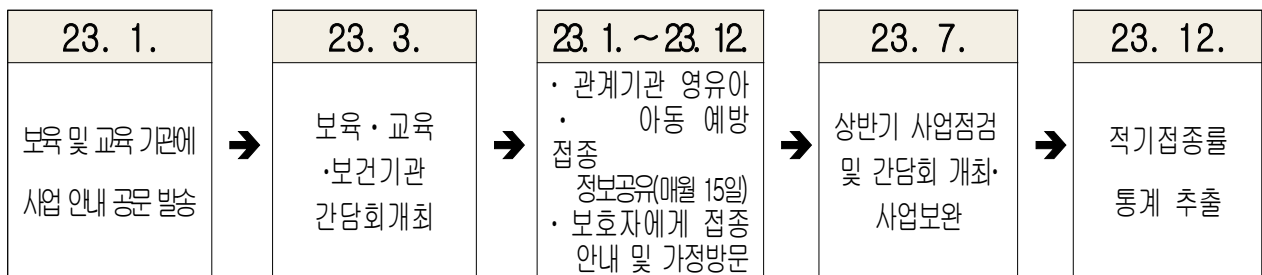 23. 1.
보육 및 교육 기관에
사업 안내 공문 발송
➔
23. 3.
보육·교육
·보건기관
간담회개최
➔
23. 1. ~ 23. 12.
· 관계기관 영유아
· 아동 예방
접종
정보공유(매월 15일)
· 보호자에게 접종
안내 및 가정방문
➔
23. 7.
상반기 사업점검
및 간담회 개최·
사업보완
➔
23. 12.
적기접종률
통계 추출